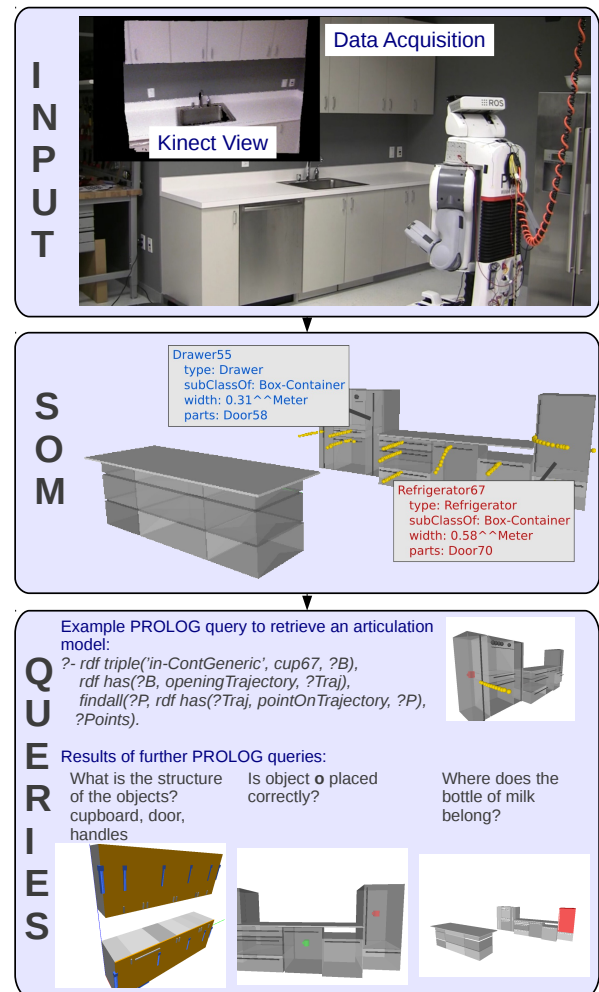 INPUT
Data Acquisition
Kinect View
ROS
SOM
Drawer55
type: Drawer
subClassOf: Box-Container
width: 0.31^^Meter
parts: Door58
Refrigerator67
type: Refrigerator
subClassOf: Box-Container
width: 0.58^^Meter
parts: Door70
QUERIES
Example PROLOG query to retrieve an articulation
model:
?- rdf triple('in-ContGeneric', cup67, ?B),
rdf has(?B, openingTrajectory, ?Traj),
findall(?P, rdf has(?Traj, pointOnTrajectory, ?P),
?Points).
Results of further PROLOG queries:
What is the structure
of the objects?
cupboard, door,
handles
Is object o placed
correctly?
Where does the
bottle of milk
belong?